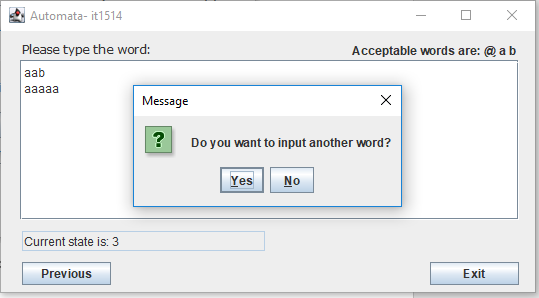 Automata- it1514
Please type the word:
Acceptable words are: @ a b
aab
aaaaa
Message
?
Do you want to input another word?
Yes
No
Current state is: 3
Previous
Exit